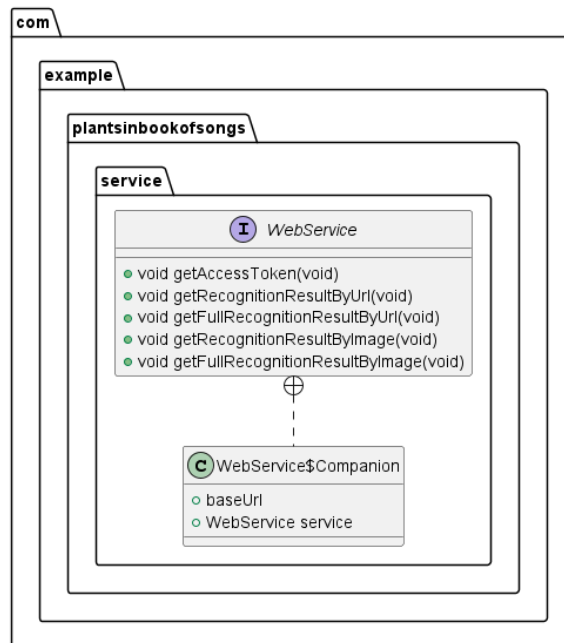 com
example
plantsinbookofsongs
service
I WebService
void getAccessToken(void)
void getRecognitionResultByUrl(void)
void getFullRecognitionResultByUrl(void)
void getRecognitionResultByImage(void)
void getFullRecognitionResultByImage(void)
C WebService$Companion
baseUrl
WebService service